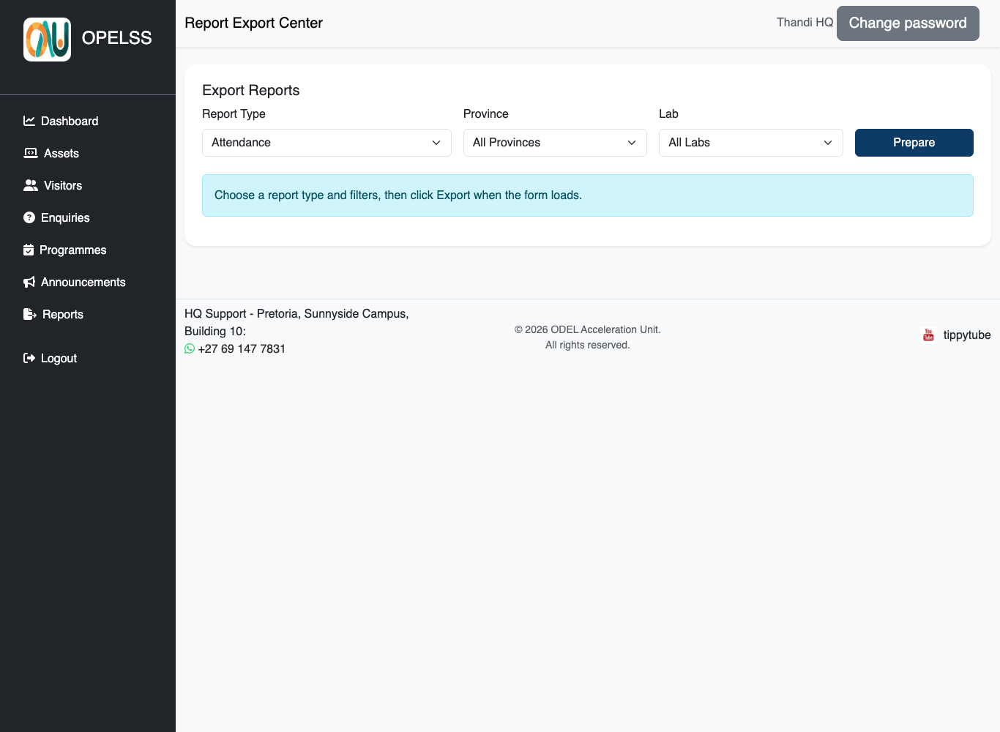 OPELSS
Report Export Center
Thandi HQ
Change password
Dashboard
Assets
Visitors
Enquiries
Programmes
Announcements
Reports
Logout
Export Reports
Report Type
Province
Lab
Attendance
All Provinces
All Labs
Prepare
Choose a report type and filters, then click Export when the form loads.
HQ Support - Pretoria, Sunnyside Campus,
Building 10:
+27 69 147 7831
© 2026 ODEL Acceleration Unit.
All rights reserved.
You
Tube
tippytube